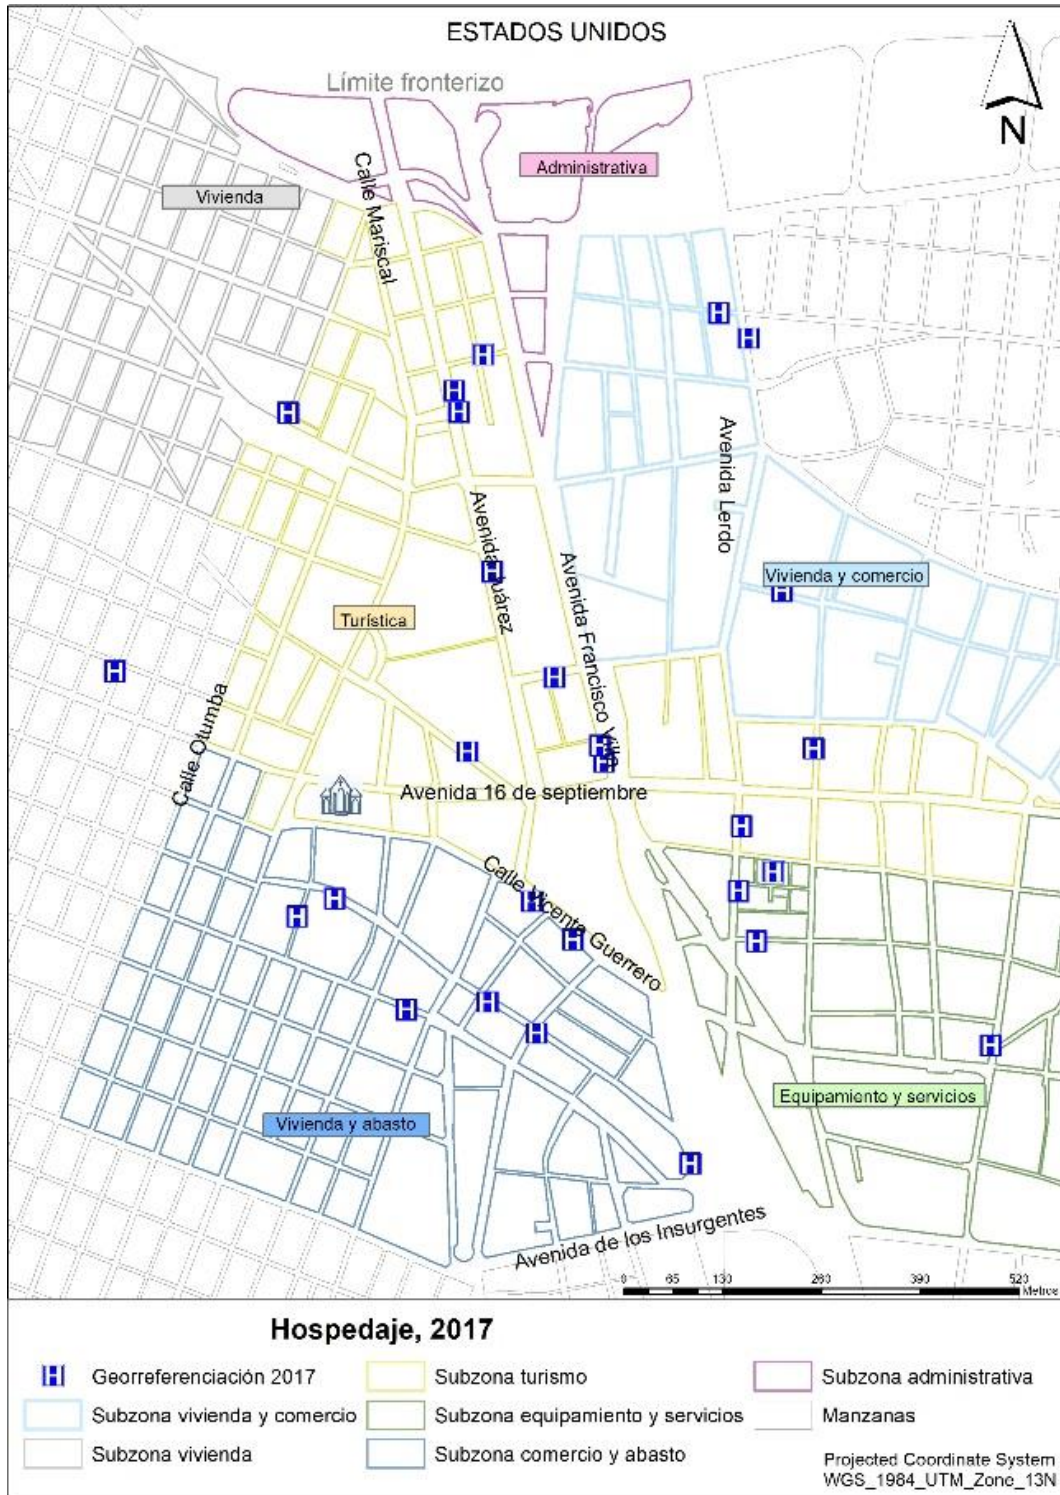 ESTADOS UNIDOS
Límite fronterizo
N
Administrativa
Vivienda
Calle Mariscal
Avenida Lerdo
Avenida Juárez
Avenida Francisco Villa
Vivienda y comercio
Turística
Calle Otumba
Avenida 16 de septiembre
Calle Vicente Guerrero
Equipamiento y servicios
Vivienda y abasto
Avenida de los Insurgentes
0 65 130 260 390 520
Metros
Hospedaje, 2017
H Georreferenciación 2017
Subzona turismo
Subzona administrativa
Subzona vivienda y comercio
Subzona equipamiento y servicios
Manzanas
Subzona vivienda
Subzona comercio y abasto
Projected Coordinate System
WGS_1984_UTM_Zone_13N